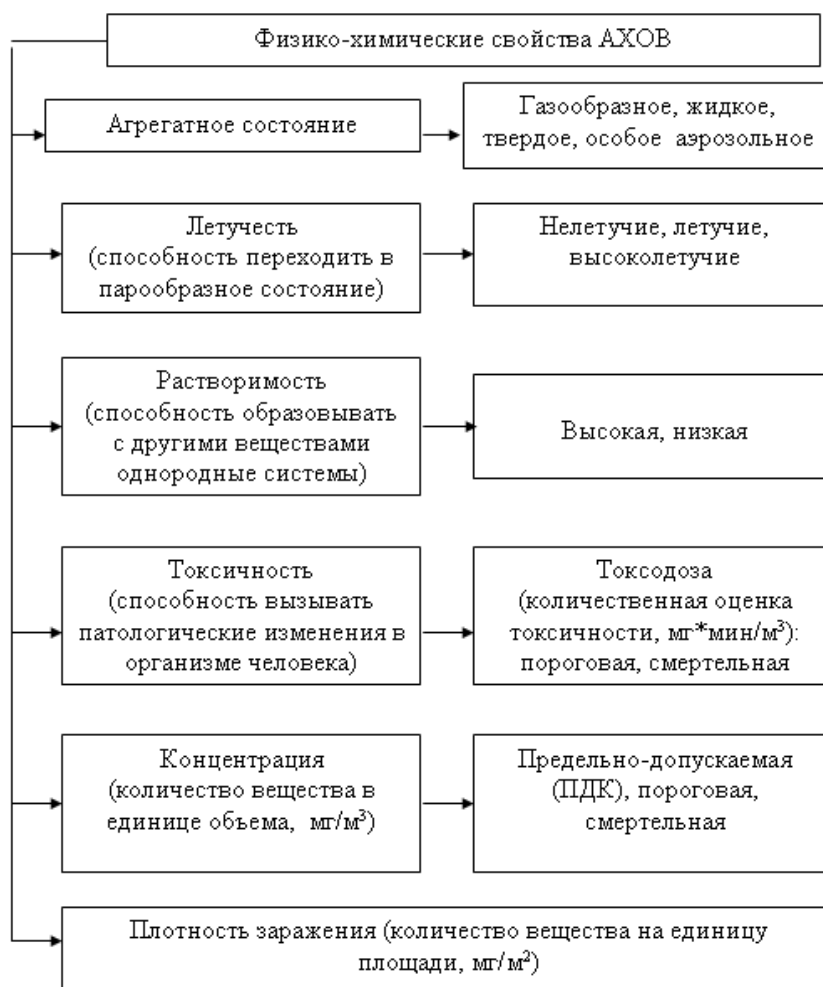 Физико-химические свойства АХОВ
Агрегатное состояние
Газообразное, жидкое,
твердое, особое аэрозольное
Летучесть
(способность переходить в
парообразное состояние)
Нелетучие, летучие,
высоколетучие
Растворимость
(способность образовывать
с другими веществами
однородные системы)
Высокая, низкая
Токсичность
(способность вызывать
патологические изменения в
организме человека)
Токсодоза
(количественная оценка
токсичности, мг*мин/м³):
пороговая, смертельная
Концентрация
(количество вещества в
единице объема, мг/м³)
Предельно-допускаемая
(ПДК), пороговая,
смертельная
Плотность заражения (количество вещества на единицу
площади, мг/м²)